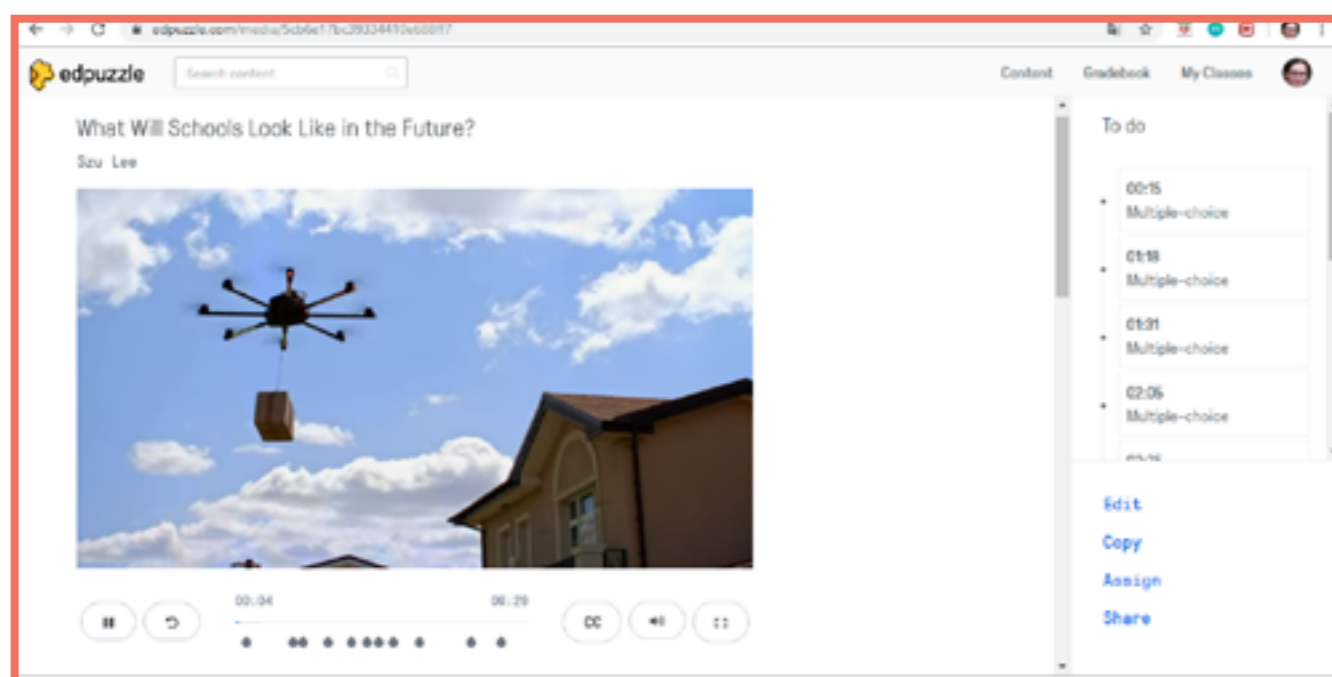 edpuzzle
Search content
Content
Gradebook
My Classes
What Will Schools Look Like in the Future?
Szu Lee
00:04
CC
To do
00:15
Multiple-choice
01:18
Multiple-choice
01:31
Multiple-choice
02:05
Multiple-choice
Edit
Copy
Assign
Share